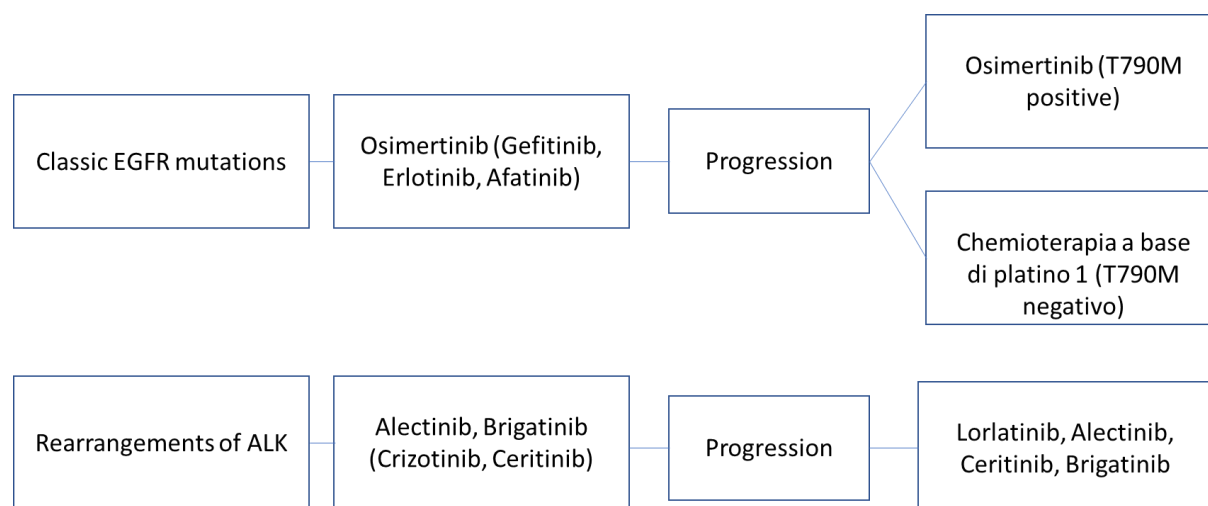 Classic EGFR mutations
Osimertinib (Gefitinib,
Erlotinib, Afatinib)
Progression
Osimertinib (T790M
positive)
Chemioterapia a base
di platino 1 (T790M
negativo)
Rearrangements of ALK
Alectinib, Brigatinib
(Crizotinib, Ceritinib)
Progression
Lorlatinib, Alectinib,
Ceritinib, Brigatinib